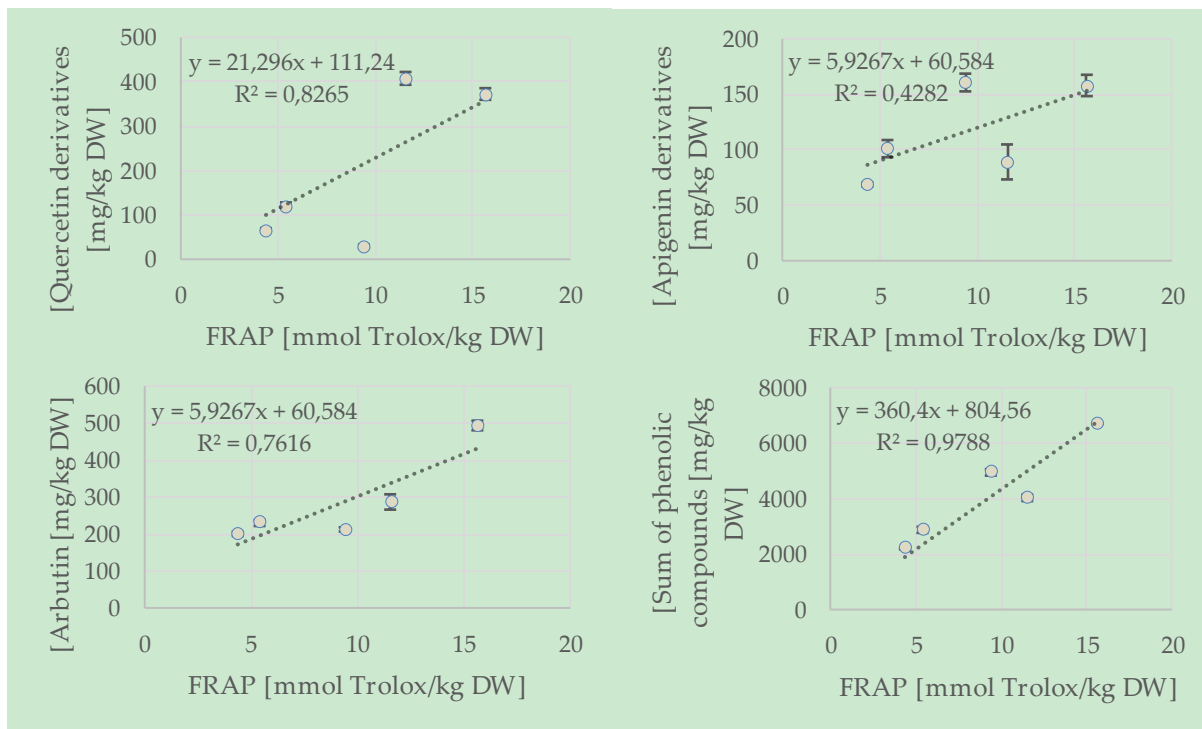 [Quercetin derivatives
[mg/kg DW]
500
400
300
200
100
0
y = 21,296x + 111,24
R² = 0,8265
0 5 10 15 20
FRAP [mmol Trolox/kg DW]
[Apigenin derivatives
[mg/kg DW]
200
150
100
50
0
y = 5,9267x + 60,584
R² = 0,4282
0 5 10 15 20
FRAP [mmol Trolox/kg DW]
[Arbutin [mg/kg DW]
600
500
400
300
200
100
0
y = 5,9267x + 60,584
R² = 0,7616
0 5 10 15 20
FRAP [mmol Trolox/kg DW]
[Sum of phenolic
compounds [mg/kg
DW]
8000
6000
4000
2000
0
y = 360,4x + 804,56
R² = 0,9788
0 5 10 15 20
FRAP [mmol Trolox/kg DW]